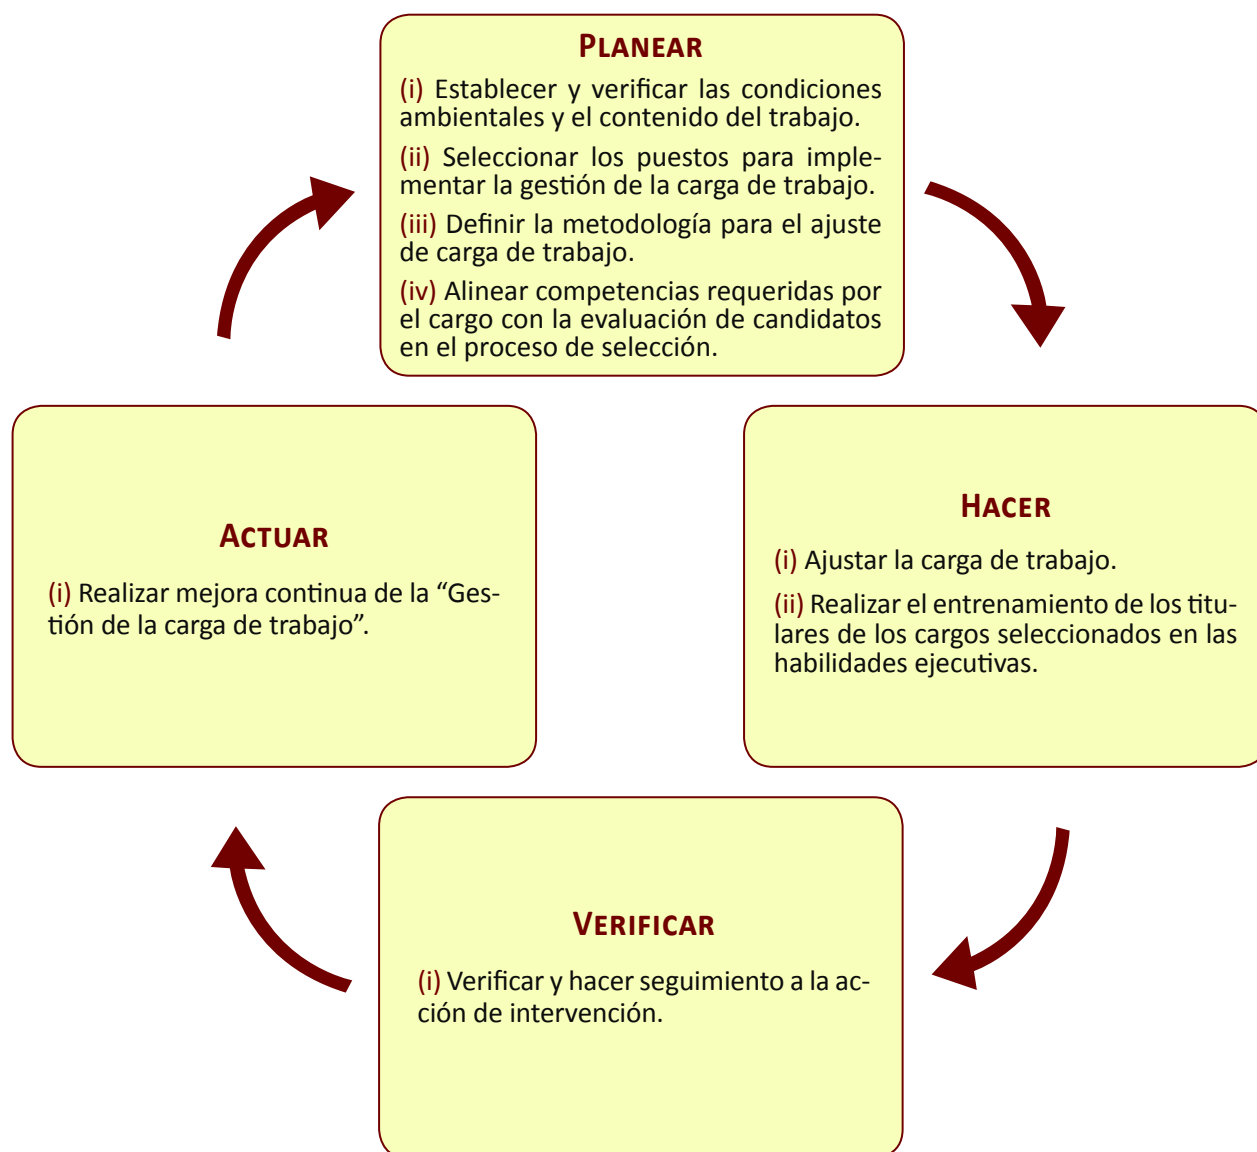 PLANEAR
(i) Establecer y verificar las condiciones
ambientales y el contenido del trabajo.
(ii) Seleccionar los puestos para imple-
mentar la gestión de la carga de trabajo.
(iii) Definir la metodología para el ajuste
de carga de trabajo.
(iv) Alinear competencias requeridas por
el cargo con la evaluación de candidatos
en el proceso de selección.
HACER
(i) Ajustar la carga de trabajo.
(ii) Realizar el entrenamiento de los titu-
lares de los cargos seleccionados en las
habilidades ejecutivas.
VERIFICAR
(i) Verificar y hacer seguimiento a la ac-
ción de intervención.
ACTUAR
(i) Realizar mejora continua de la “Ges-
tión de la carga de trabajo”.